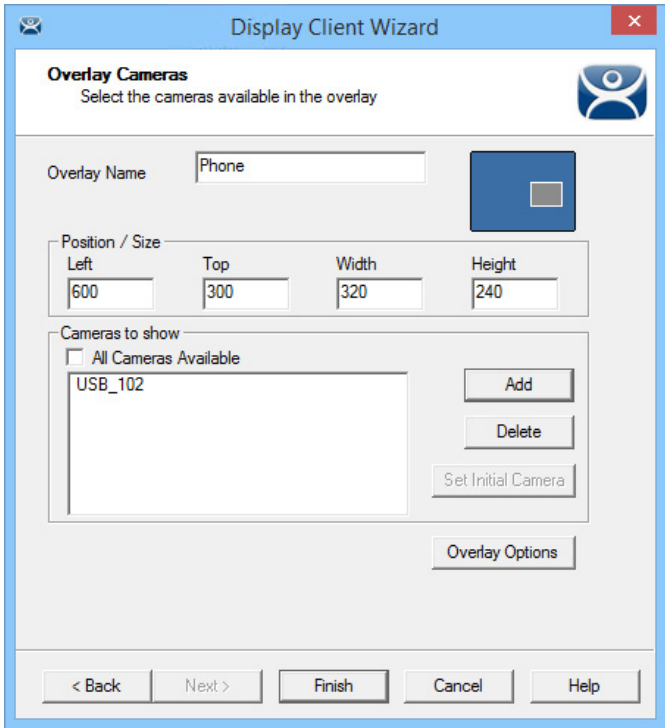 Display Client Wizard
Overlay Cameras
Select the cameras available in the overlay
Overlay Name Phone
Position / Size
Left Top Width Height
600 300 320 240
Cameras to show
All Cameras Available
USB_102
Add
Delete
Set Initial Camera
Overlay Options
< Back Next > Finish Cancel Help